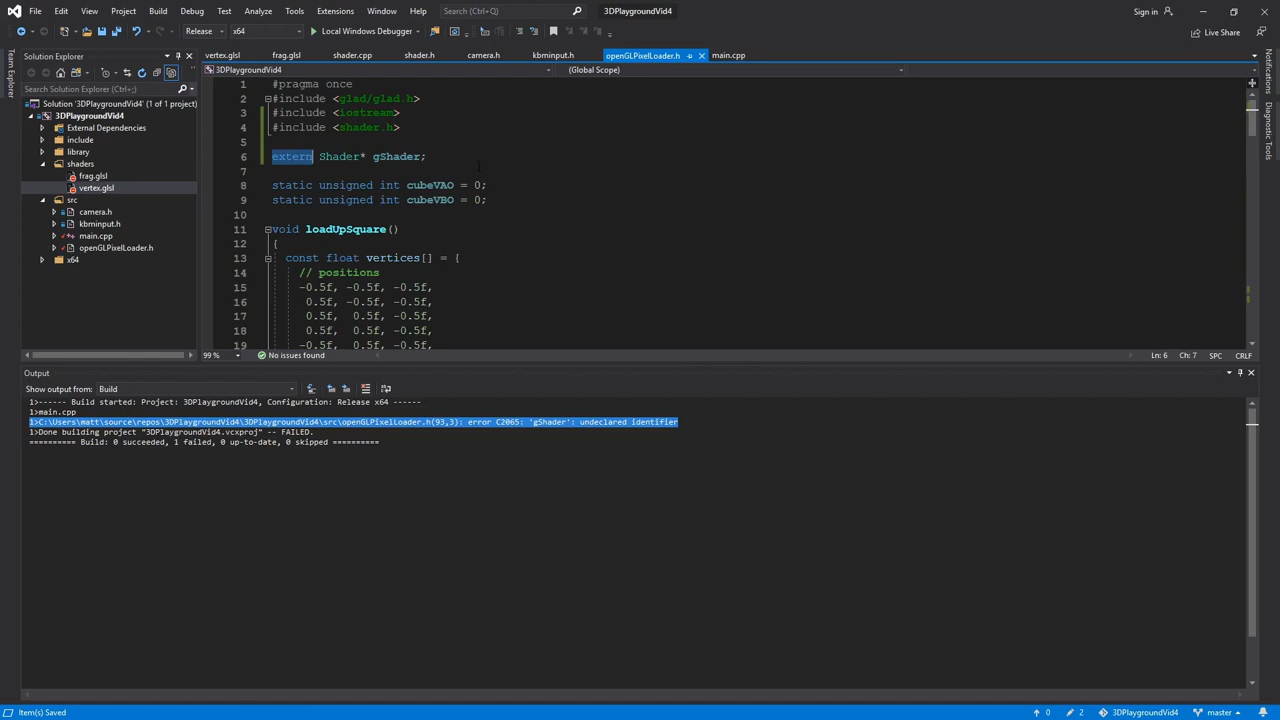 File Edit View Git Project Build Debug Test Analyze Tools Extensions Window Help Search (Ctrl+Q) 3DPlaygroundVid4 Sign in
Release x64 Local Windows Debugger Live Share
Team Explorer
Solution Explorer
Search Solution Explorer (Ctrl+;)
Solution '3DPlaygroundVid4' (1 of 1 project)
3DPlaygroundVid4
External Dependencies
include
library
shaders
frag.glsl
vertex.glsl
src
camera.h
kbminput.h
main.cpp
openGLPixelLoader.h
x64
vertex.glsl frag.glsl shader.cpp shader.h camera.h kbminput.h openGLPixelLoader.h main.cpp
3DPlaygroundVid4 (Global Scope)
1 #pragma once
2 #include <glad/glad.h>
3 #include <iostream>
4 #include <shader.h>
5
6 extern Shader* gShader;
7
8 static unsigned int cubeVAO = 0;
9 static unsigned int cubeVBO = 0;
10
11 void loadUpSquare()
12 {
13 const float vertices[] = {
14 // positions
15 -0.5f, -0.5f, -0.5f,
16 0.5f, -0.5f, -0.5f,
17 0.5f, 0.5f, -0.5f,
18 0.5f, 0.5f, -0.5f,
19 -0.5f, 0.5f, -0.5f,
99 % No issues found Ln: 6 Ch: 7 SPC CRLF
Notifications
Diagnostic Tools
Output
Show output from: Build
1>------ Build started: Project: 3DPlaygroundVid4, Configuration: Release x64 ------
1>main.cpp
1>C:\Users\matt\source\repos\3DPlaygroundVid4\3DPlaygroundVid4\src\openGLPixelLoader.h(93,3): error C2065: 'gShader': undeclared identifier
1>Done building project "3DPlaygroundVid4.vcxproj" -- FAILED.
========== Build: 0 succeeded, 1 failed, 0 up-to-date, 0 skipped ==========
Item(s) Saved 0 2 3DPlaygroundVid4 master